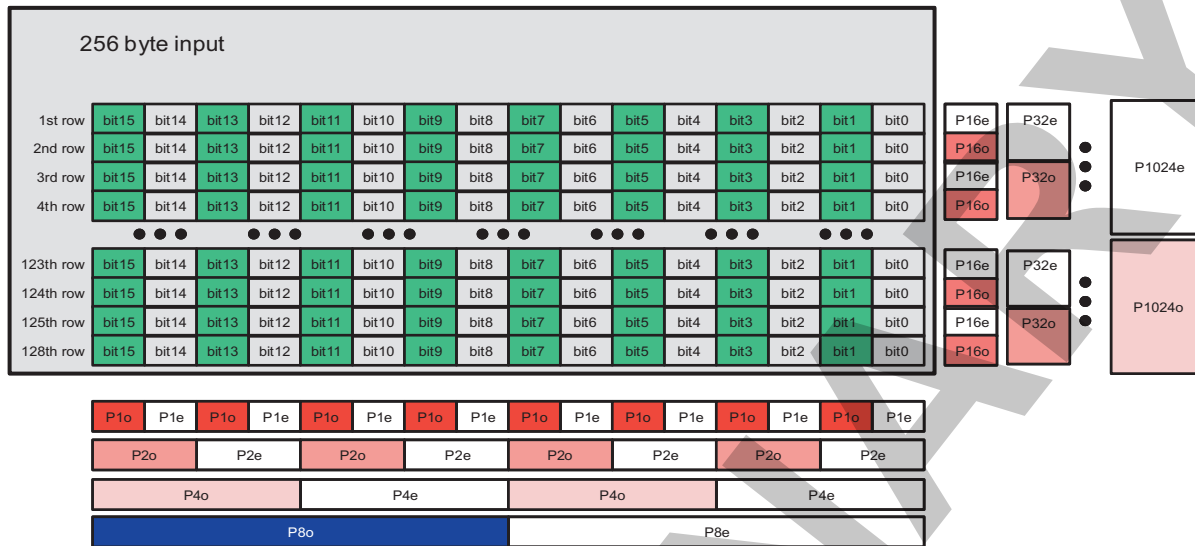 256 byte input
1st row bit15 bit14 bit13 bit12 bit11 bit10 bit9 bit8 bit7 bit6 bit5 bit4 bit3 bit2 bit1 bit0 P16e P32e
2nd row bit15 bit14 bit13 bit12 bit11 bit10 bit9 bit8 bit7 bit6 bit5 bit4 bit3 bit2 bit1 bit0 P16o
P1024e
3rd row bit15 bit14 bit13 bit12 bit11 bit10 bit9 bit8 bit7 bit6 bit5 bit4 bit3 bit2 bit1 bit0 P16e P32o
4th row bit15 bit14 bit13 bit12 bit11 bit10 bit9 bit8 bit7 bit6 bit5 bit4 bit3 bit2 bit1 bit0 P16o
123th row bit15 bit14 bit13 bit12 bit11 bit10 bit9 bit8 bit7 bit6 bit5 bit4 bit3 bit2 bit1 bit0 P16e P32e
124th row bit15 bit14 bit13 bit12 bit11 bit10 bit9 bit8 bit7 bit6 bit5 bit4 bit3 bit2 bit1 bit0 P16o
P1024o
125th row bit15 bit14 bit13 bit12 bit11 bit10 bit9 bit8 bit7 bit6 bit5 bit4 bit3 bit2 bit1 bit0 P16e P32o
128th row bit15 bit14 bit13 bit12 bit11 bit10 bit9 bit8 bit7 bit6 bit5 bit4 bit3 bit2 bit1 bit0 P16o
P1o P1e P1o P1e P1o P1e P1o P1e P1o P1e P1o P1e P1o P1e P1o P1e
P2o P2e P2o P2e P2o P2e P2o P2e
P4o P4e P4o P4e
P8o P8e